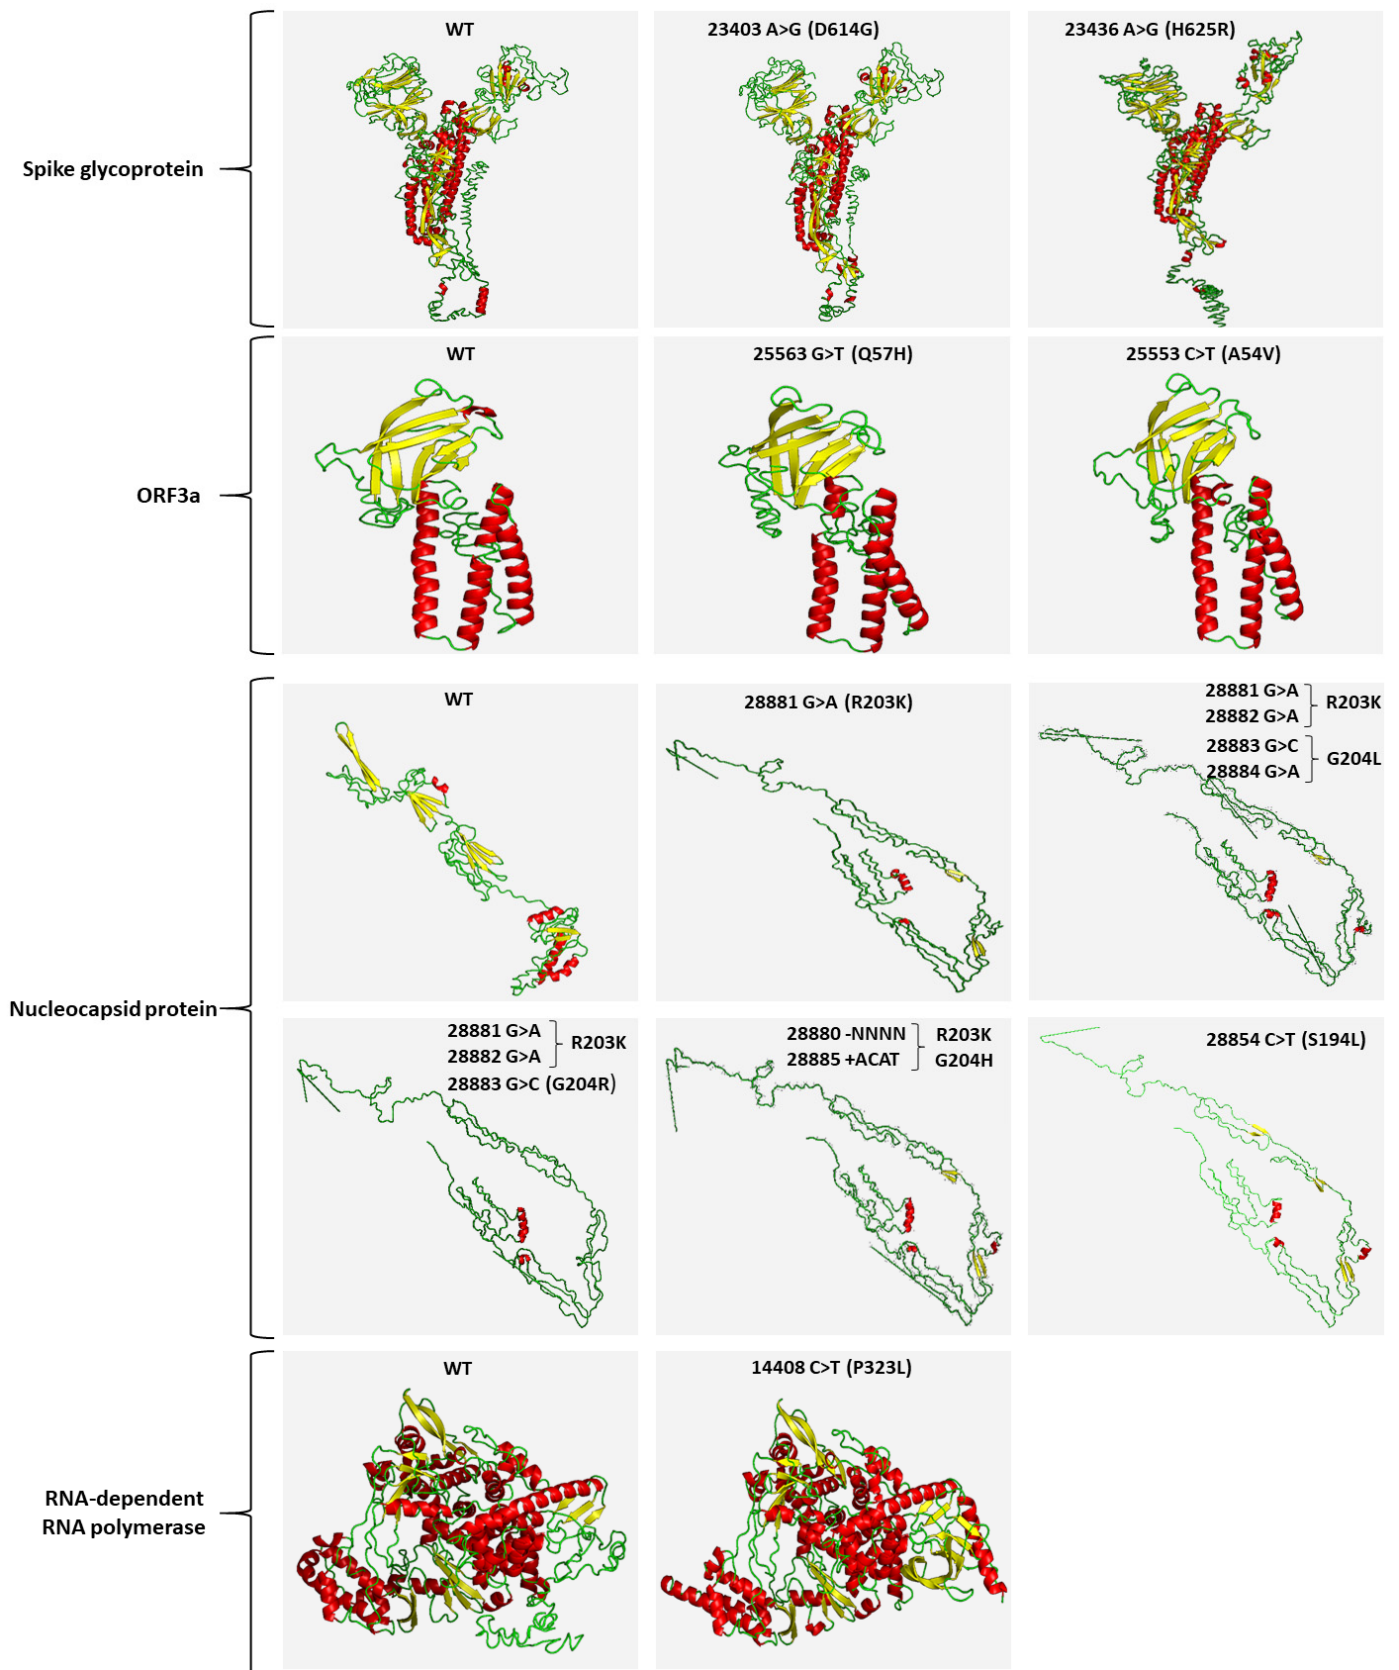 Spike glycoprotein
WT
23403 A>G (D614G)
23436 A>G (H625R)
ORF3a
WT
25563 G>T (Q57H)
25553 C>T (A54V)
Nucleocapsid protein
WT
28881 G>A (R203K)
28881 G>A
28882 G>A
R203K
28883 G>C
28884 G>A
G204L
28881 G>A
28882 G>A
R203K
28883 G>C (G204R)
28880 -NNNN
R203K
28885 +ACAT
G204H
28854 C>T (S194L)
RNA-dependent
RNA polymerase
WT
14408 C>T (P323L)